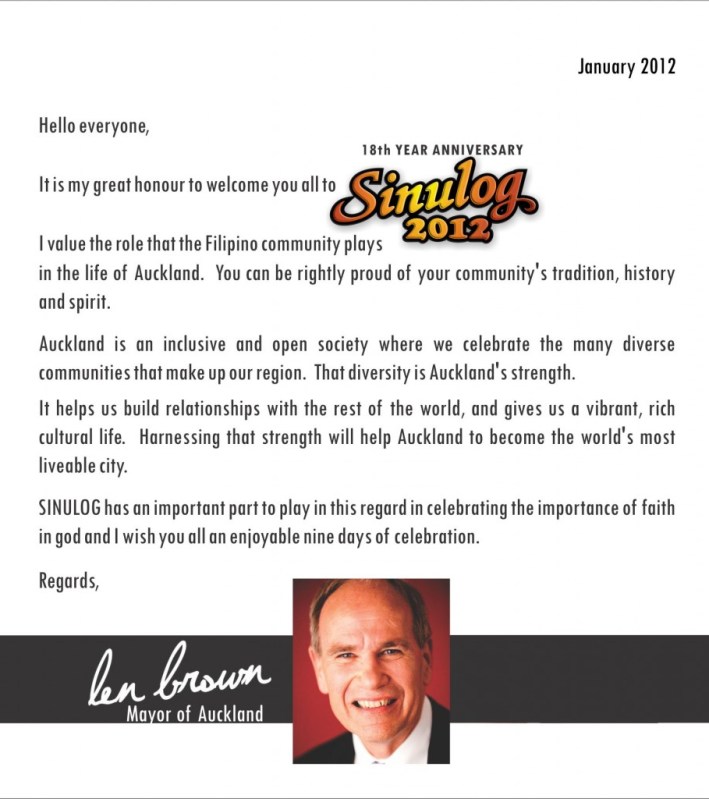 January 2012
Hello everyone,
18th YEAR ANNIVERSARY
It is my great honour to welcome you all to Sinulog
2012
I value the role that the Filipino community plays
in the life of Auckland. You can be rightly proud of your community's tradition, history
and spirit.
Auckland is an inclusive and open society where we celebrate the many diverse
communities that make up our region. That diversity is Auckland's strength.
It helps us build relationships with the rest of the world, and gives us a vibrant, rich
cultural life. Harnessing that strength will help Auckland to become the world's most
liveable city.
SINULOG has an important part to play in this regard in celebrating the importance of faith
in god and I wish you all an enjoyable nine days of celebration.
Regards,
len brown
Mayor of Auckland